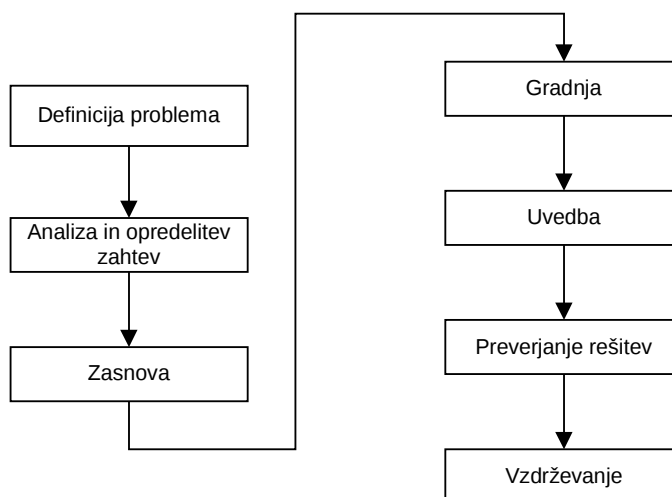 Definicija problema
Analiza in opredelitev
zahtev
Zasnova
Gradnja
Uvedba
Preverjanje rešitev
Vzdrževanje